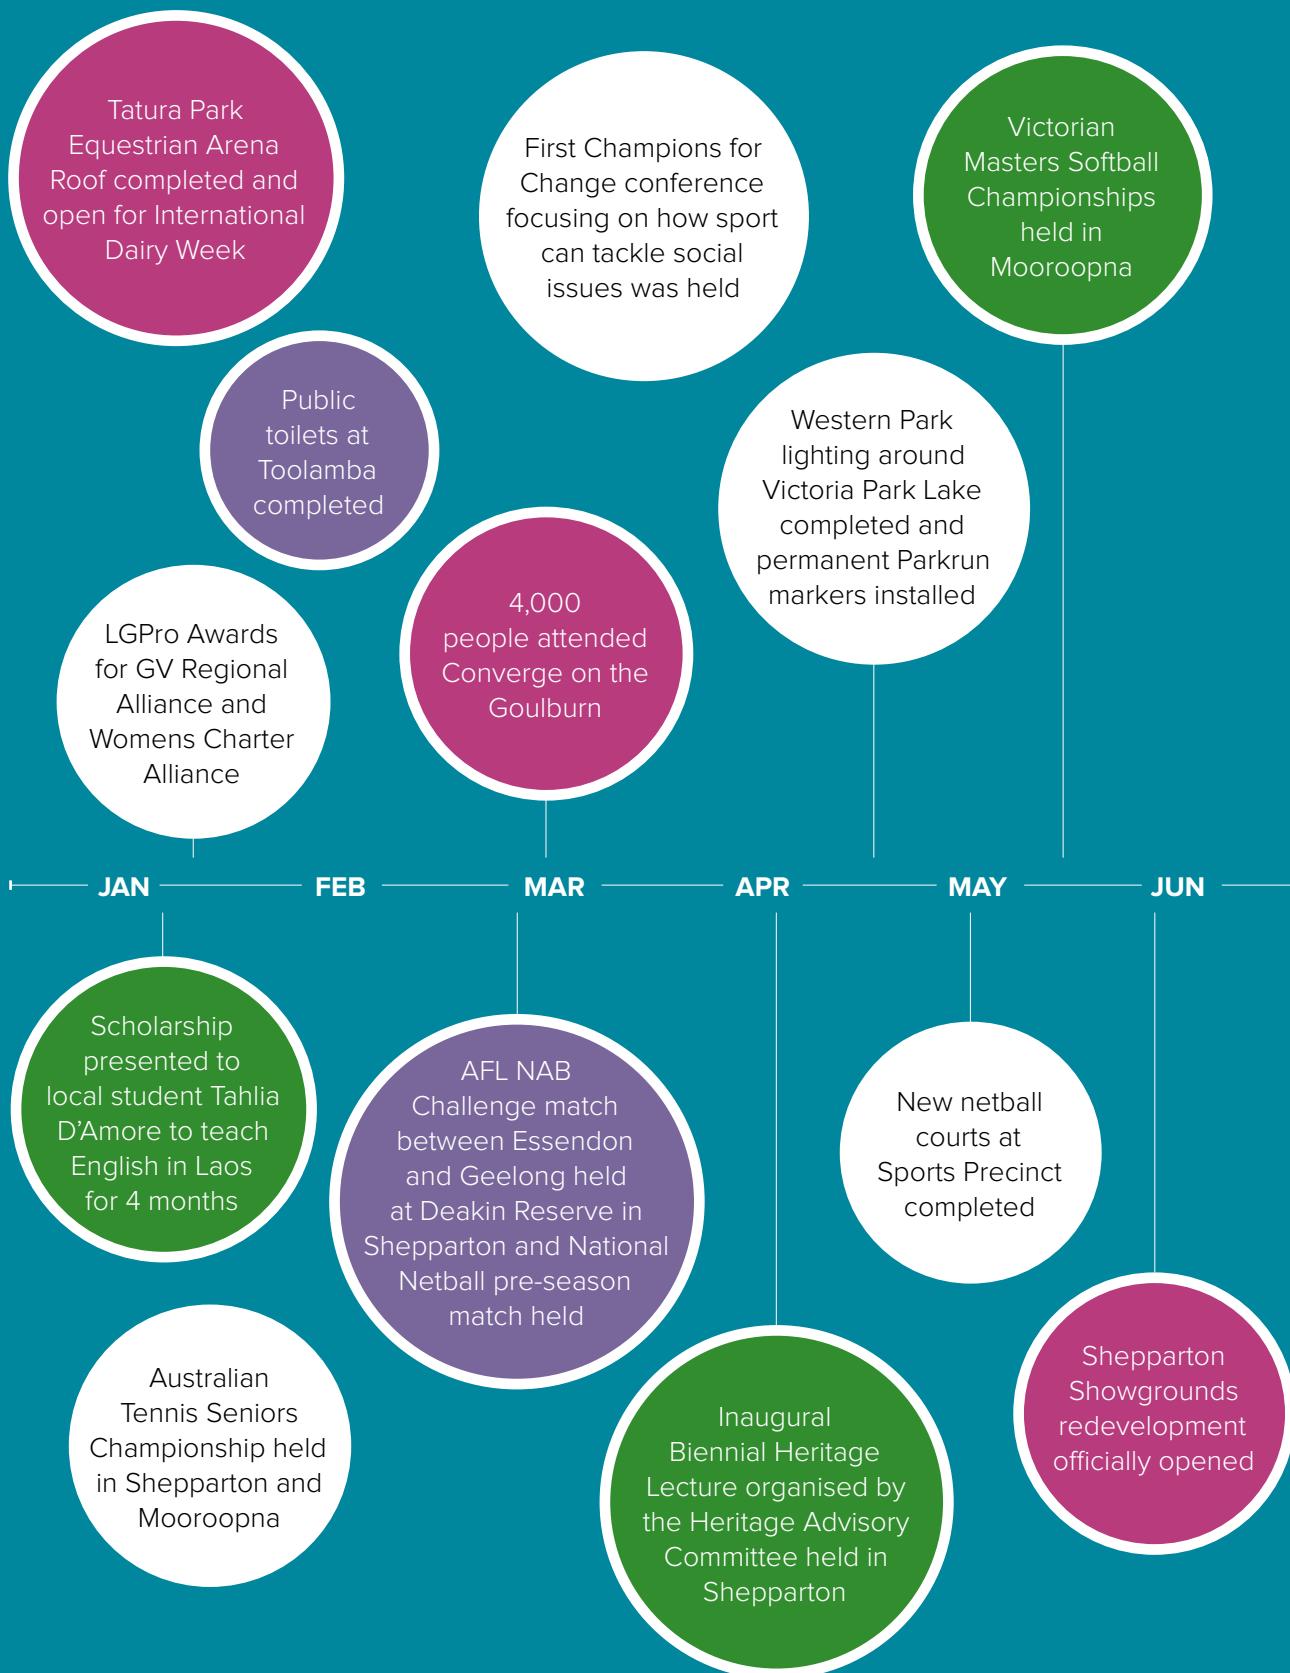 Tatura Park
Equestrian Arena
Roof completed and
open for International
Dairy Week
First Champions for
Change conference
focusing on how sport
can tackle social
issues was held
Victorian
Masters Softball
Championships
held in
Mooroopna
Public
toilets at
Toolamba
completed
Western Park
lighting around
Victoria Park Lake
completed and
permanent Parkrun
markers installed
LGPro Awards
for GV Regional
Alliance and
Womens Charter
Alliance
4,000
people attended
Converge on the
Goulburn
JAN FEB MAR APR MAY JUN
Scholarship
presented to
local student Tahlia
D’Amore to teach
English in Laos
for 4 months
AFL NAB
Challenge match
between Essendon
and Geelong held
at Deakin Reserve in
Shepparton and National
Netball pre-season
match held
New netball
courts at
Sports Precinct
completed
Australian
Tennis Seniors
Championship held
in Shepparton and
Mooroopna
Inaugural
Biennial Heritage
Lecture organised by
the Heritage Advisory
Committee held in
Shepparton
Shepparton
Showgrounds
redevelopment
officially opened